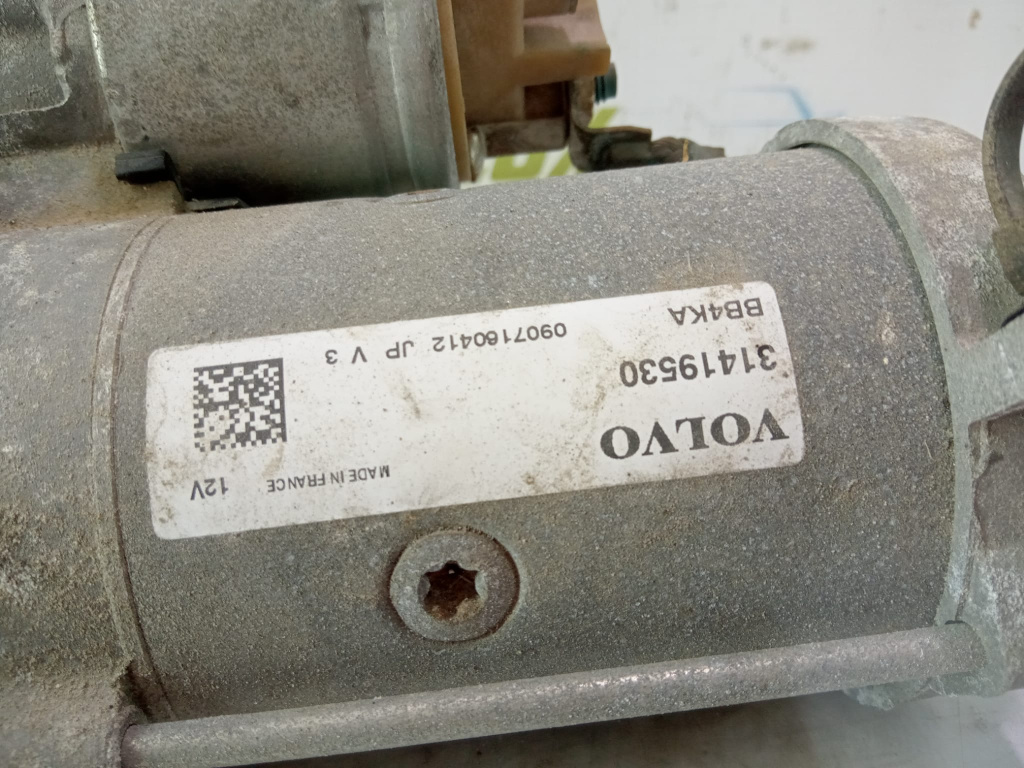 VOLVO
31419530
BB4KA
MADE IN FRANCE
12V
0907160412 JP V 3